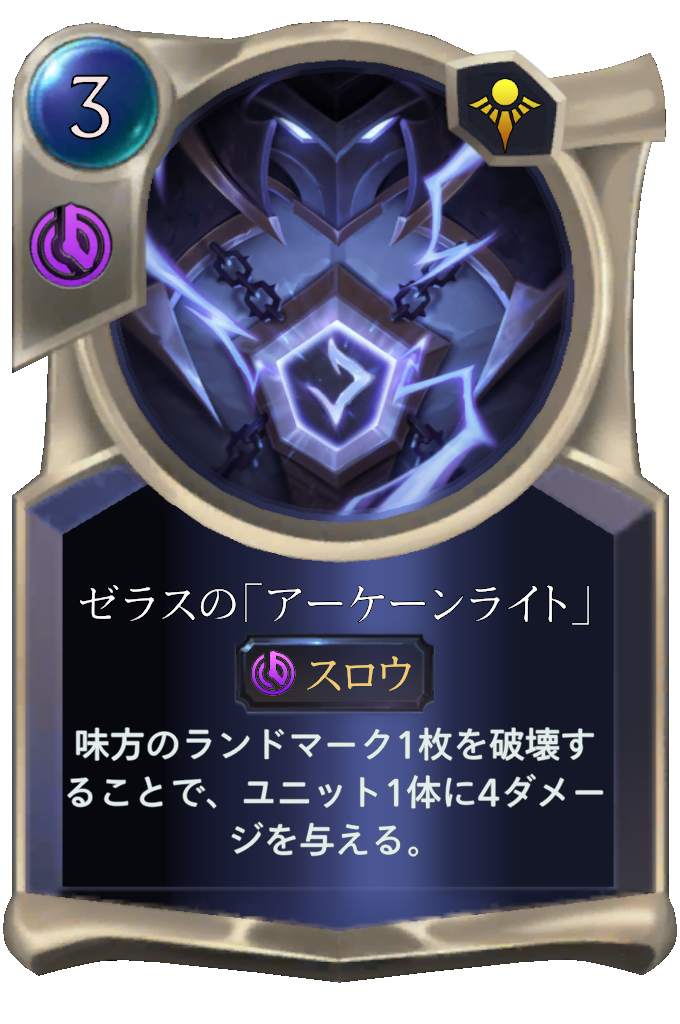 3
ゼラスの「アーケーンライト」
スロウ
味方のランドマーク1枚を破壊す
ることで、ユニット1体に4ダメー
ジを与える。